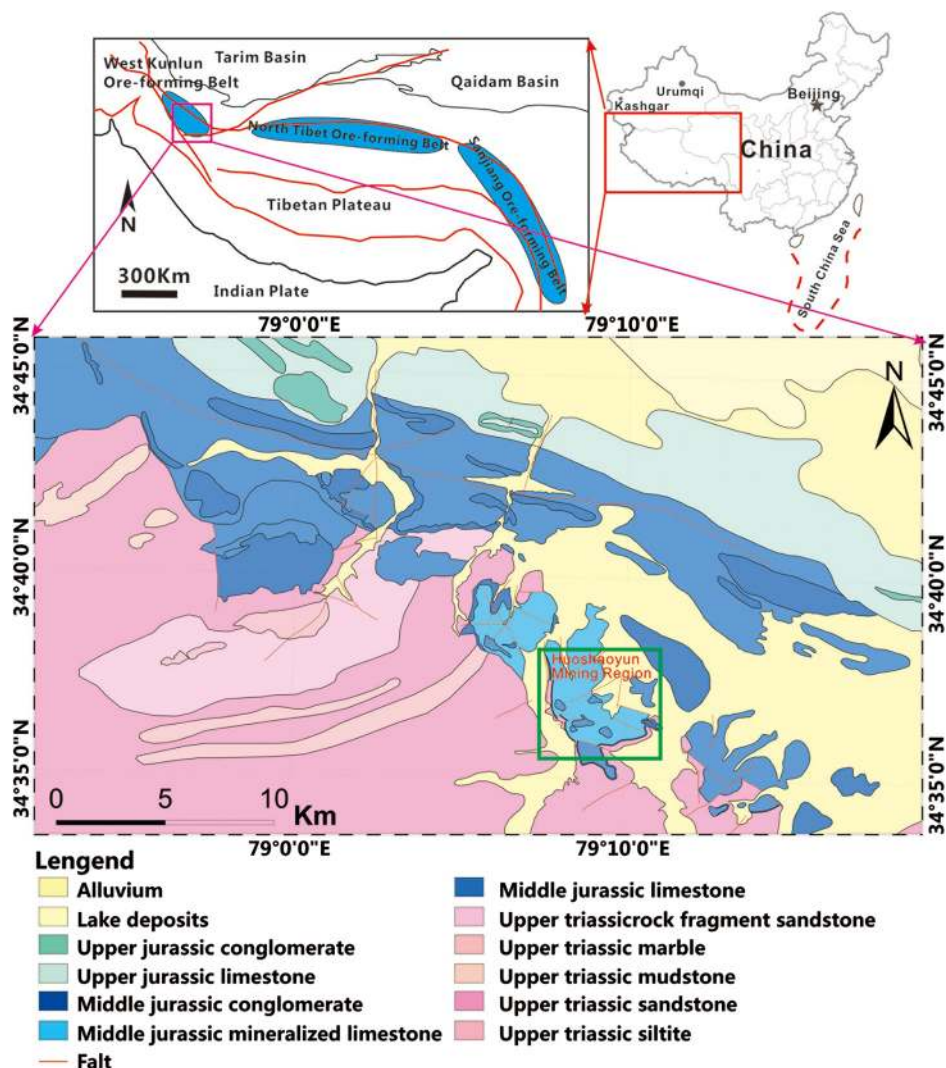 West Kunlun
Ore-forming Belt
Tarim Basin
Qaidam Basin
North Tibet Ore-forming Belt
Sanjiang Ore-forming Belt
Tibetan Plateau
N
300Km
Indian Plate
Urumqi
Kashgar
Beijing
China
South China Sea
79°0'0"E
79°10'0"E
34°45'0"N
34°45'0"N
N
34°40'0"N
34°40'0"N
Huoshaoyun
Mining Region
34°35'0"N
34°35'0"N
0 5 10
Km
79°0'0"E
79°10'0"E
Lengend
Alluvium
Lake deposits
Upper jurassic conglomerate
Upper jurassic limestone
Middle jurassic conglomerate
Middle jurassic mineralized limestone
Falt
Middle jurassic limestone
Upper triassicrock fragment sandstone
Upper triassic marble
Upper triassic mudstone
Upper triassic sandstone
Upper triassic siltite